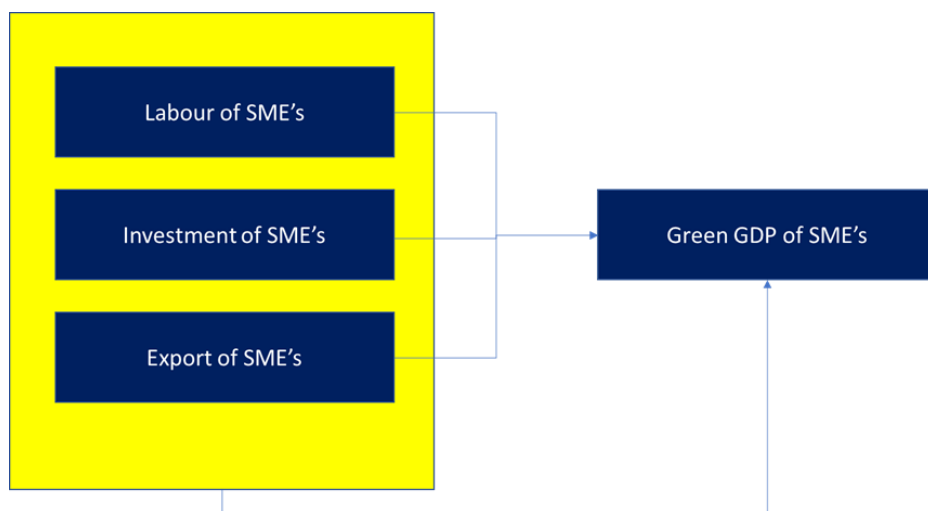 Labour of SME's
Investment of SME's
Green GDP of SME's
Export of SME's